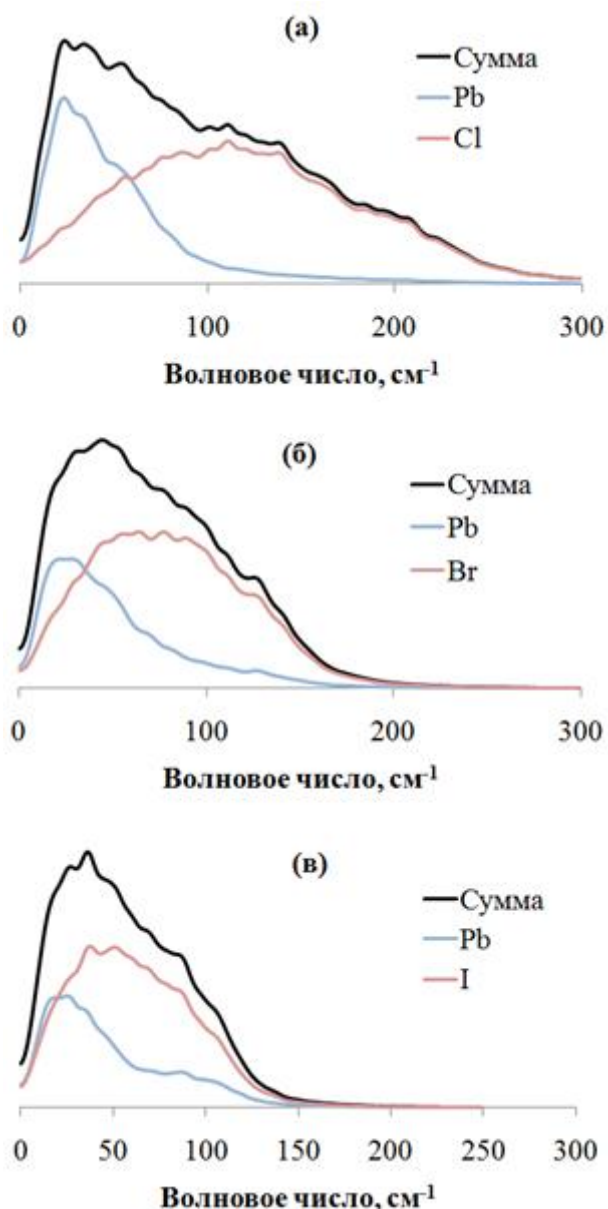 (а)
Сумма
Pb
Cl
0 100 200 300
Волновое число, см-1
(б)
Сумма
Pb
Br
0 100 200 300
Волновое число, см-1
(в)
Сумма
Pb
I
0 50 100 150 200 250 300
Волновое число, см-1